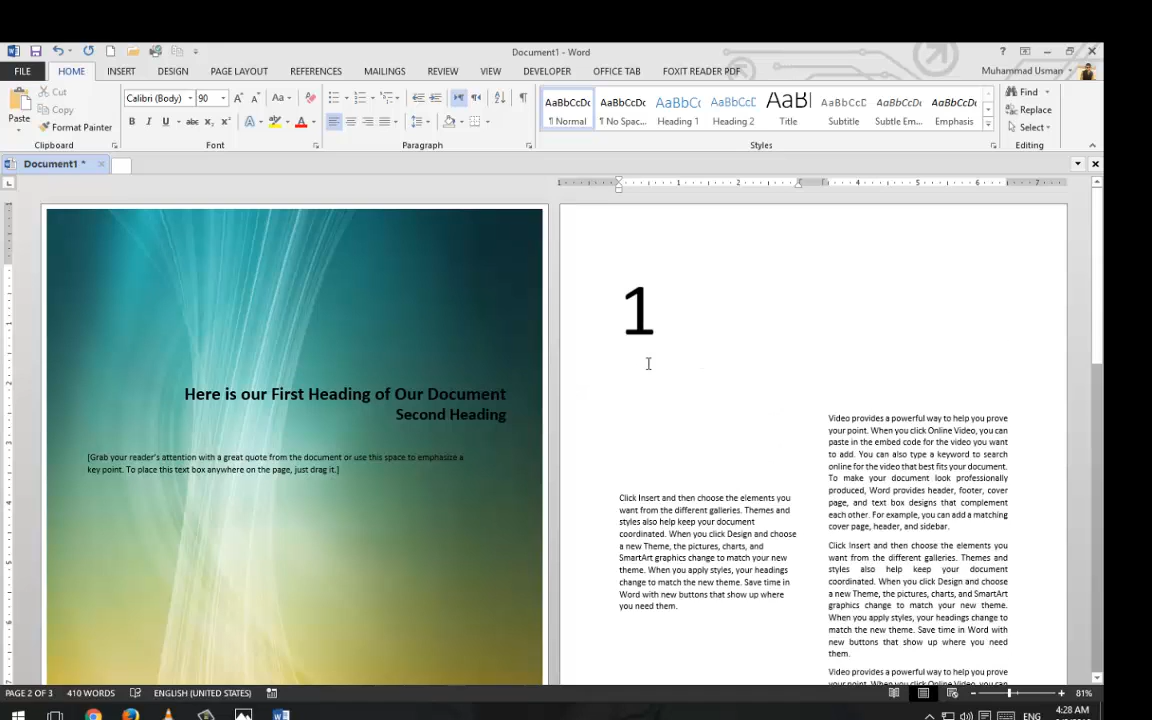 Document1 - Word
FILE HOME INSERT DESIGN PAGE LAYOUT REFERENCES MAILINGS REVIEW VIEW DEVELOPER OFFICE TAB FOXIT READER PDF Muhammad Usman
Paste
Cut
Copy
Format Painter
Calibri (Body) 90
AaBbCcDc AaBbCcDc AaBbC AaBbCcC AaB AaBbCcD AaBbCcDc AaBbCcDc
¶ Normal ¶ No Spac... Heading 1 Heading 2 Title Subtitle Subtle Em... Emphasis
Find
Replace
Select
Clipboard Font Paragraph Styles Editing
Document1 *
Here is our First Heading of Our Document
Second Heading
[Grab your reader's attention with a great quote from the document or use this space to emphasize a
key point. To place this text box anywhere on the page, just drag it.]
1
Click Insert and then choose the elements you
want from the different galleries. Themes and
styles also help keep your document
coordinated. When you click Design and choose
a new Theme, the pictures, charts, and
SmartArt graphics change to match your new
theme. When you apply styles, your headings
change to match the new theme. Save time in
Word with new buttons that show up where
you need them.
Video provides a powerful way to help you prove
your point. When you click Online Video, you can
paste in the embed code for the video you want
to add. You can also type a keyword to search
online for the video that best fits your document.
To make your document look professionally
produced, Word provides header, footer, cover
page, and text box designs that complement
each other. For example, you can add a matching
cover page, header, and sidebar.
Click Insert and then choose the elements you
want from the different galleries. Themes and
styles also help keep your document
coordinated. When you click Design and choose
a new Theme, the pictures, charts, and SmartArt
graphics change to match your new theme.
When you apply styles, your headings change to
match the new theme. Save time in Word with
new buttons that show up where you need
them.
Video provides a powerful way to help you prove
your point. When you click Online Video, you can
PAGE 2 OF 3 410 WORDS ENGLISH (UNITED STATES) 81%
ENG 4:28 AM